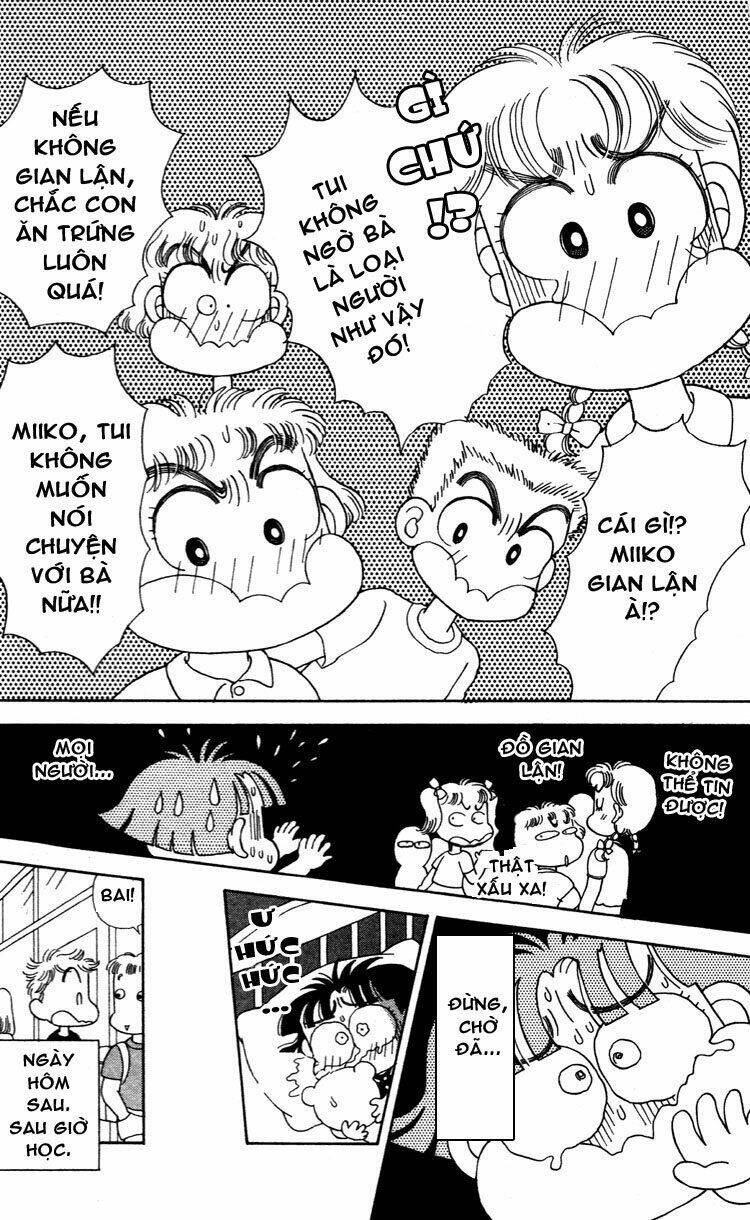 NẾU
KHÔNG
GIAN LẬN,
CHẮC CON
ĂN TRỨNG
LUÔN
QUÁ!
GÌ
CHỨ
!?
TUI
KHÔNG
NGỜ BÀ
LÀ LOẠI
NGƯỜI
NHƯ VẬY
ĐÓ!
MIIKO, TUI
KHÔNG
MUỐN
NÓI
CHUYỆN
VỚI BÀ
NỮA!!
CÁI GÌ!?
MIIKO
GIAN LẬN
À!?
MỌI
NGƯỜI...
ĐỒ GIAN
LẬN!
KHÔNG
THỂ TIN
ĐƯỢC!
THẬT
XẤU XA!
ĐỪNG,
CHỜ
ĐÃ...
Ư
HỨC
HỨC
...
BAI!
NGÀY
HÔM
SAU.
SAU GIỜ
HỌC.